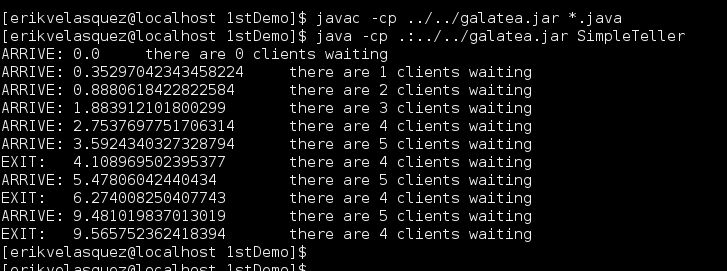 [erikvelasquez@localhost 1stDemo]$ javac -cp ../../galatea.jar *.java
[erikvelasquez@localhost 1stDemo]$ java -cp .:../../galatea.jar SimpleTeller
ARRIVE: 0.0 there are 0 clients waiting
ARRIVE: 0.35297042343458224 there are 1 clients waiting
ARRIVE: 0.8880618422822584 there are 2 clients waiting
ARRIVE: 1.883912101800299 there are 3 clients waiting
ARRIVE: 2.7537697751706314 there are 4 clients waiting
ARRIVE: 3.5924340327328794 there are 5 clients waiting
EXIT: 4.108969502395377 there are 4 clients waiting
ARRIVE: 5.47806042440434 there are 5 clients waiting
EXIT: 6.274008250407743 there are 4 clients waiting
ARRIVE: 9.481019837013019 there are 5 clients waiting
EXIT: 9.565752362418394 there are 4 clients waiting
[erikvelasquez@localhost 1stDemo]$
[erikvelasquez@localhost 1stDemo]$